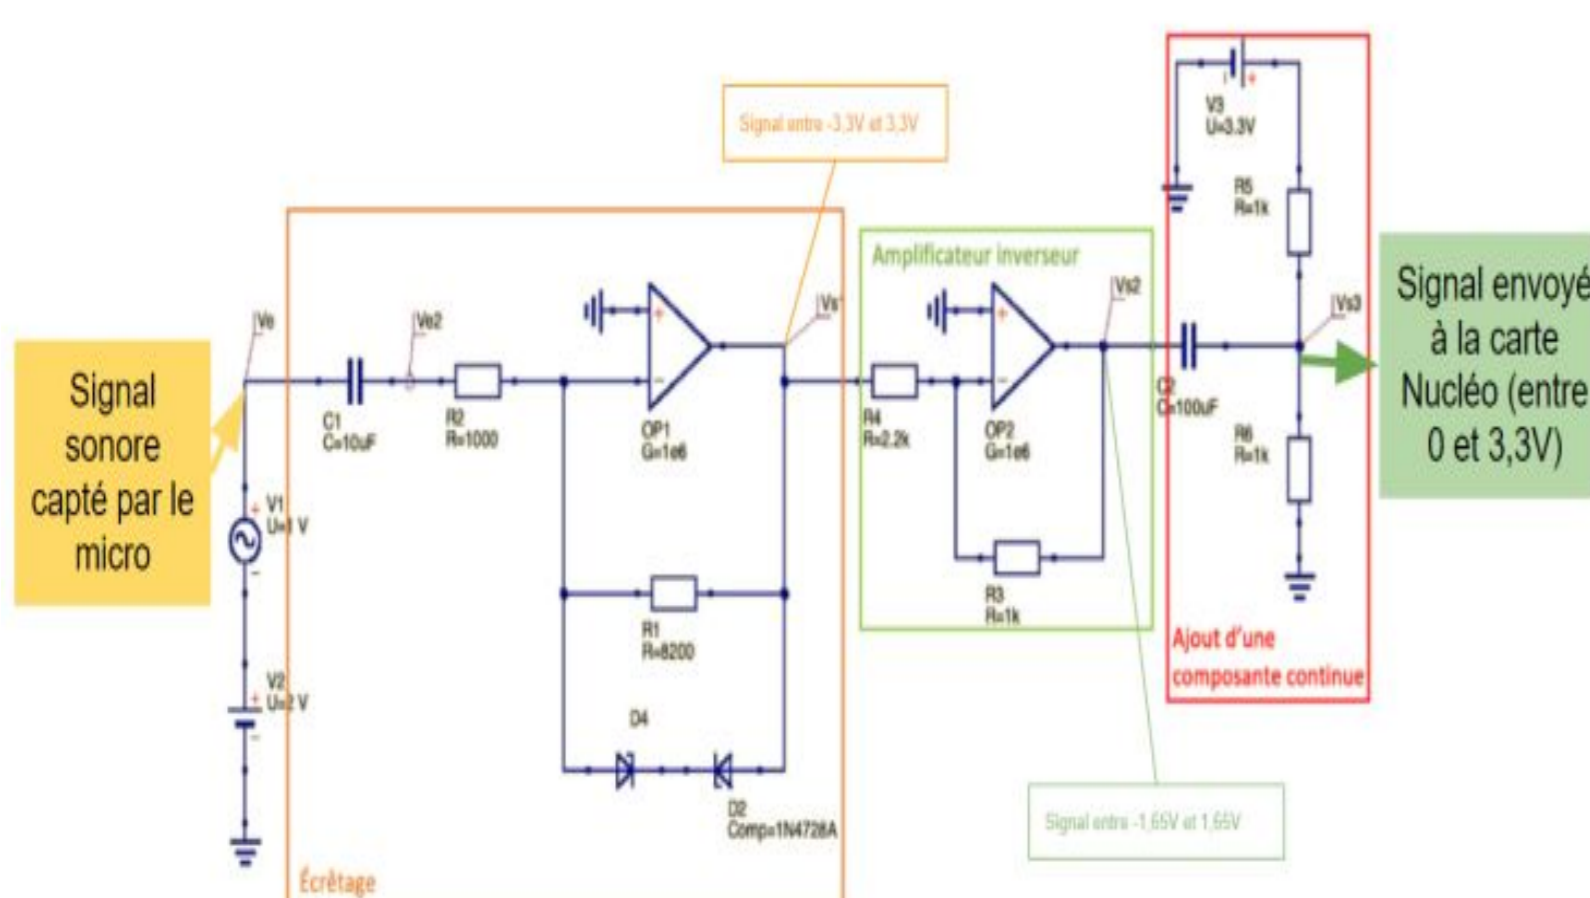 Signal
sonore
capté par le
micro
Ve
V1
U=1 V
V2
U=2 V
C1
C=10uF
Ve2
R2
R=1000
+
-
OP1
G=1e6
R1
R=8200
D4
D2
Comp=1N4728A
Écrêtage
Signal entre -3,3V et 3,3V
Vs1
Amplificateur inverseur
R4
R=2.2k
+
-
OP2
G=1e6
R3
R=1k
Vs2
Signal entre -1,65V et 1,65V
C2
C=100uF
V3
U=3.3V
R5
R=1k
Vs3
R6
R=1k
Ajout d'une
composante continue
Signal envoyé
à la carte
Nucléo (entre
0 et 3,3V)